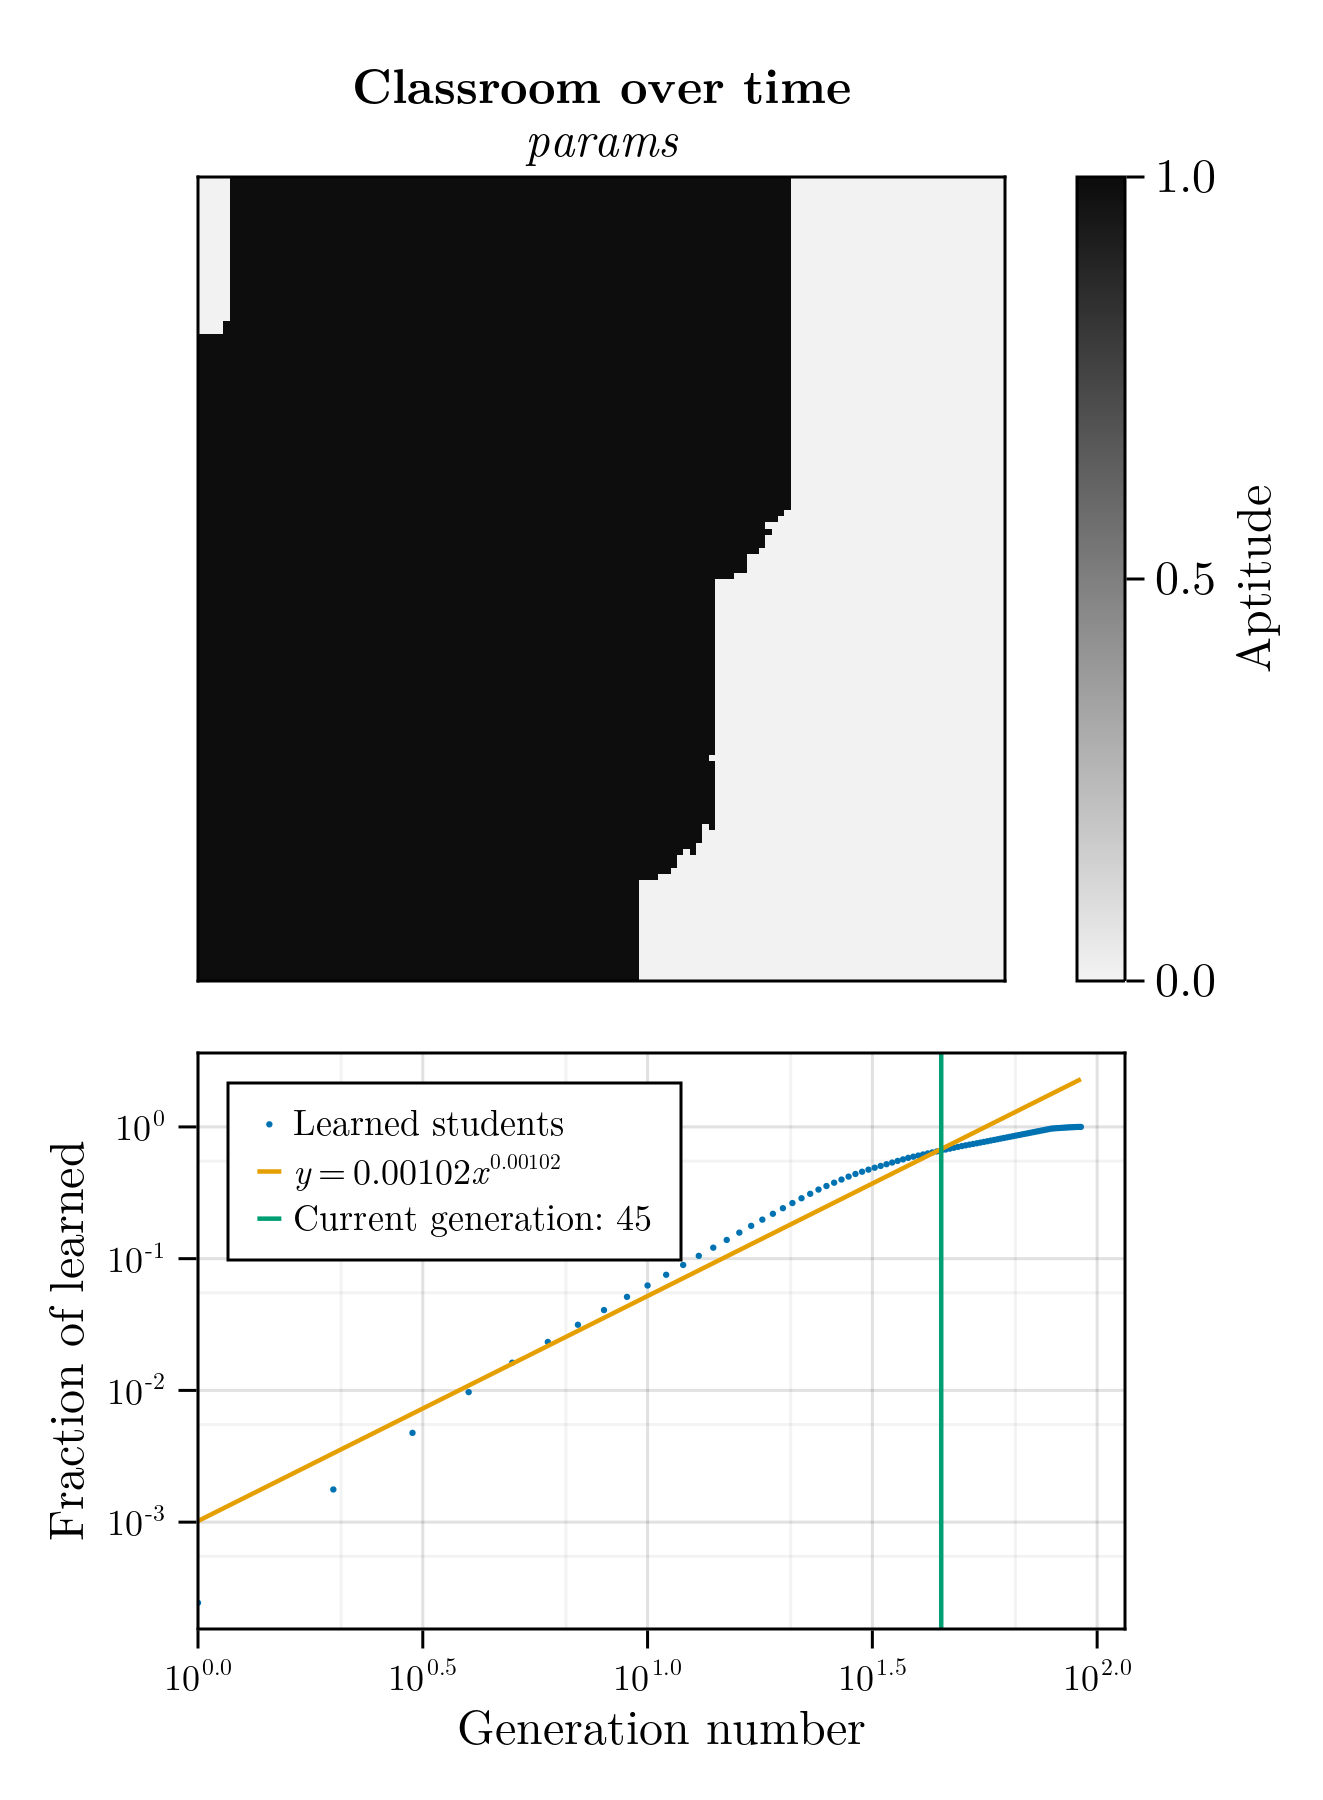 Classroom over time
params
1.0
0.5
0.0
Aptitude
Learned students
y = 0.00102x^0.00102
Current generation: 45
10^0
10^-1
10^-2
10^-3
Fraction of learned
10^0.0 10^0.5 10^1.0 10^1.5 10^2.0
Generation number